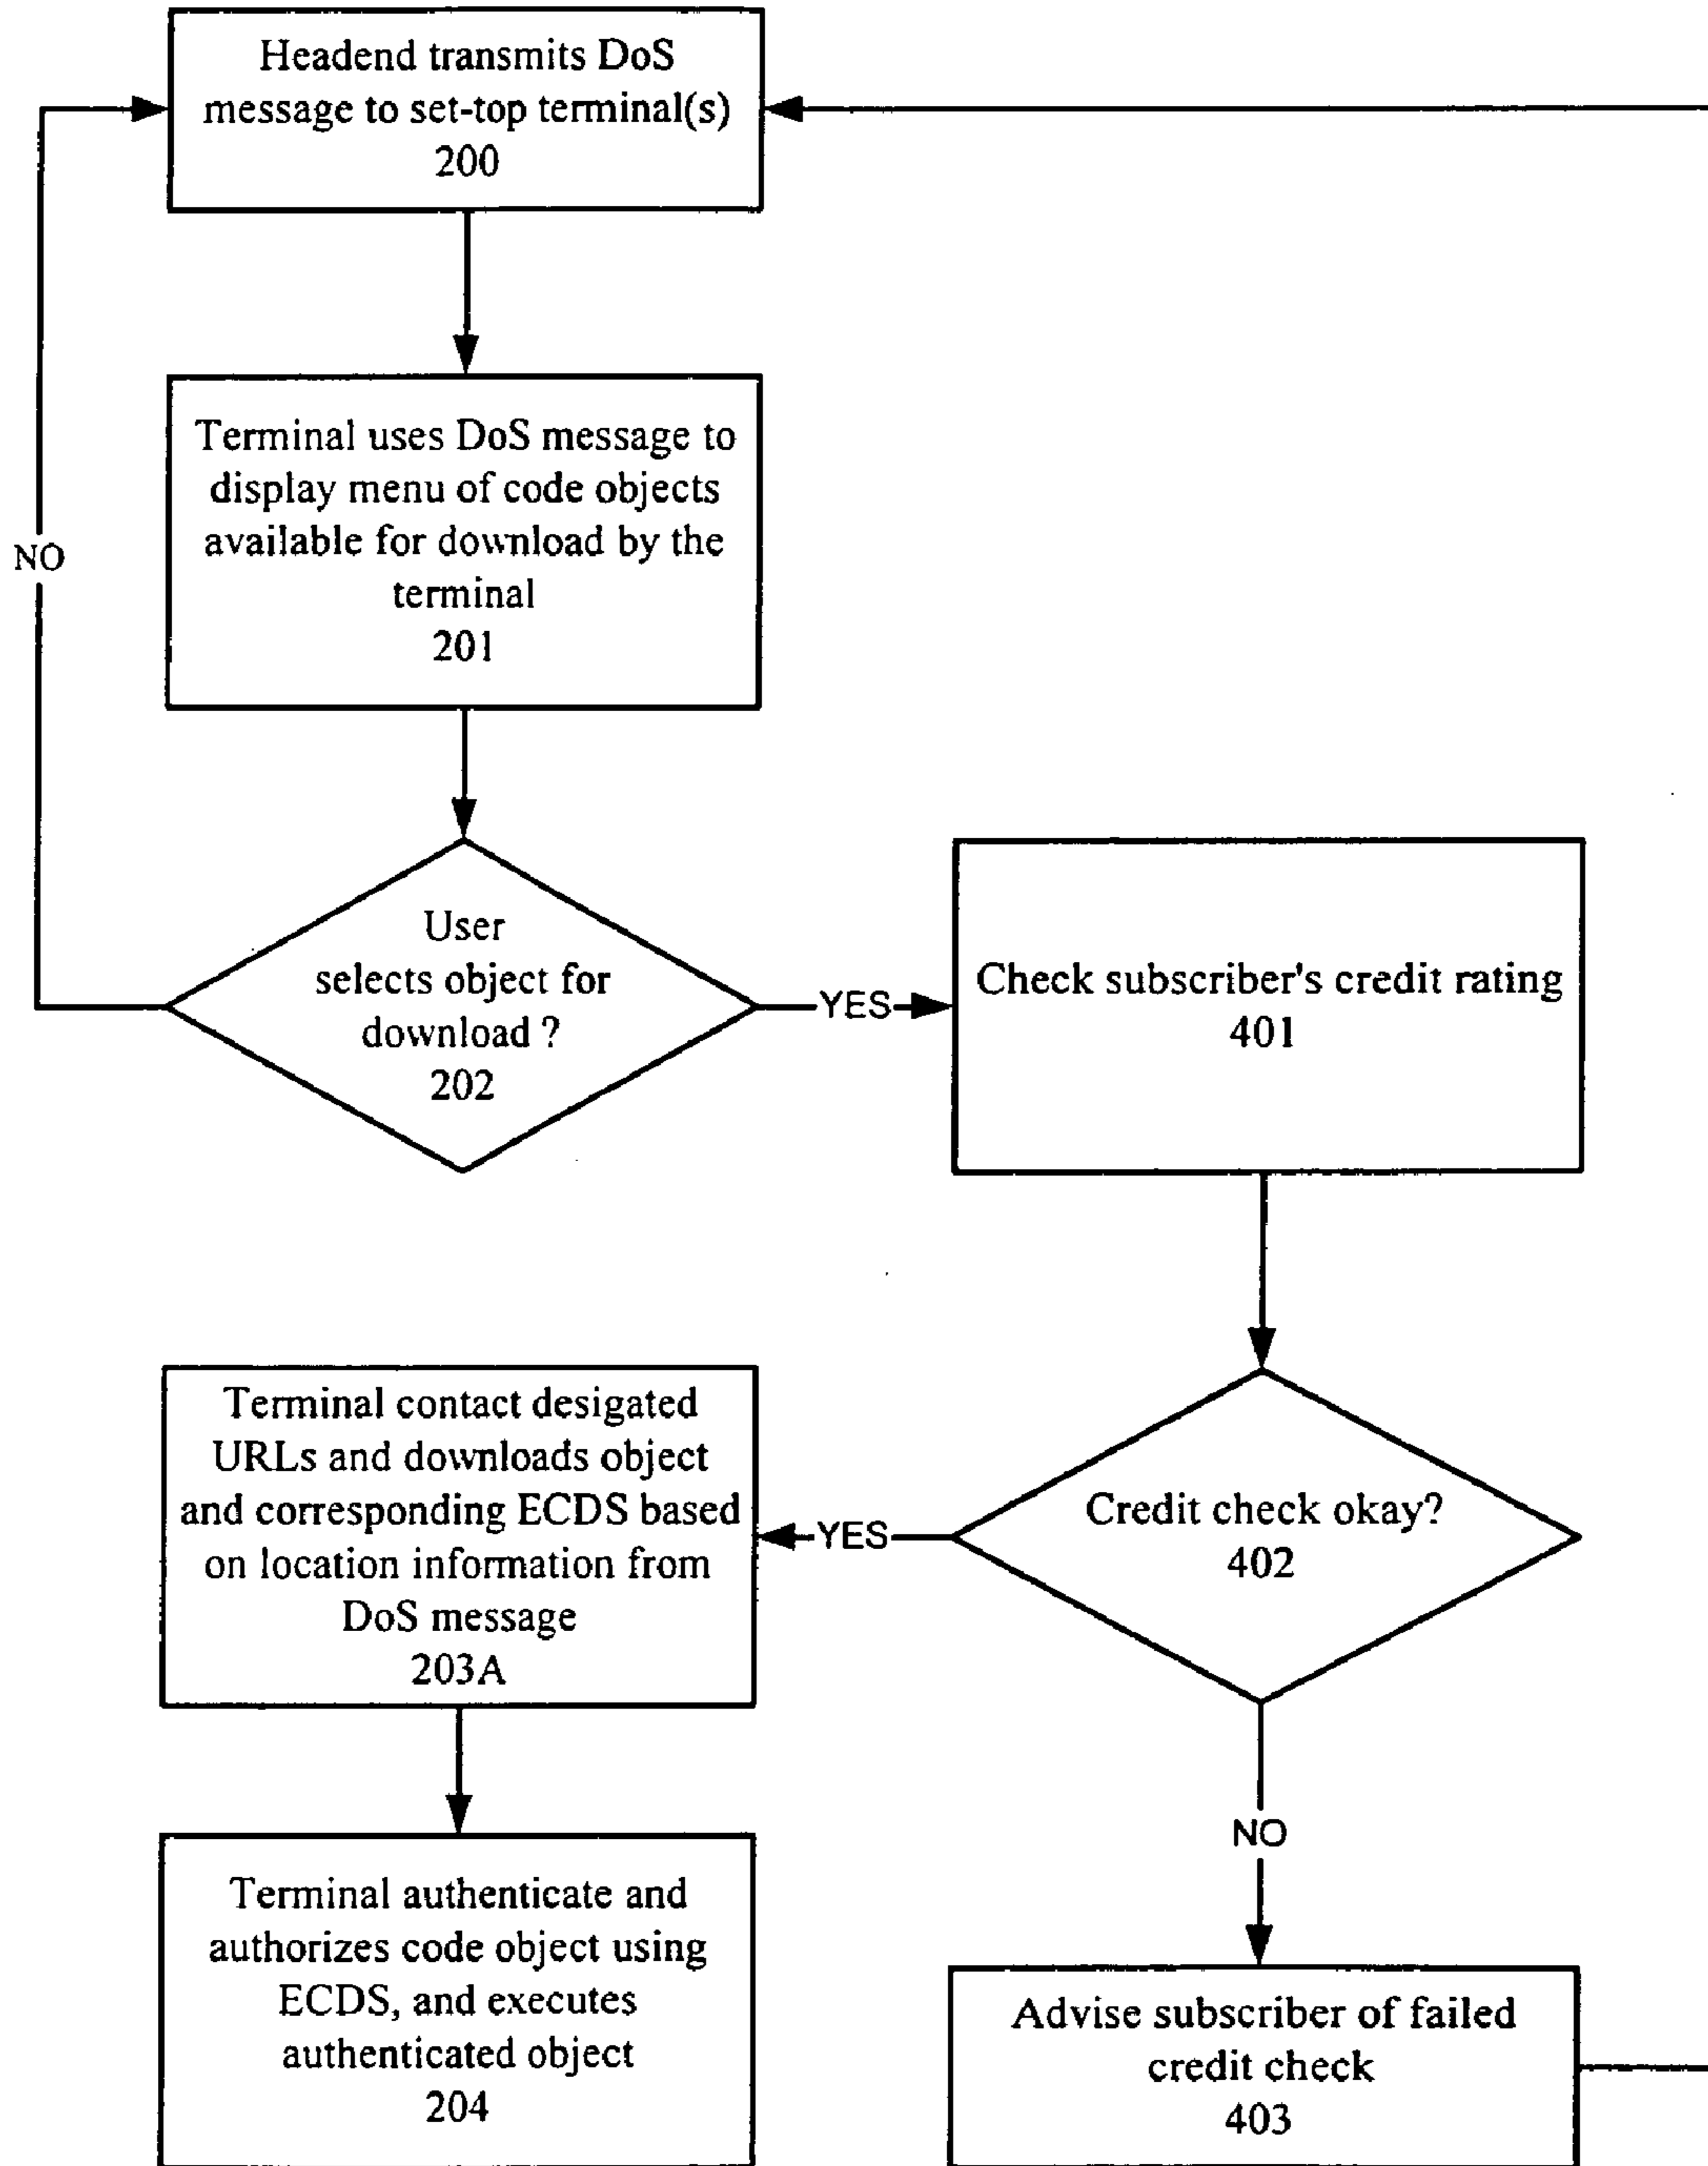 Headend transmits DoS
message to set-top terminal(s)
200
Terminal uses DoS message to
display menu of code objects
available for download by the
terminal
201
NO
User
selects object for
download ?
202
YES
Check subscriber's credit rating
401
Credit check okay?
402
YES
Terminal contact desigated
URLs and downloads object
and corresponding ECDS based
on location information from
DoS message
203A
NO
Terminal authenticate and
authorizes code object using
ECDS, and executes
authenticated object
204
Advise subscriber of failed
credit check
403